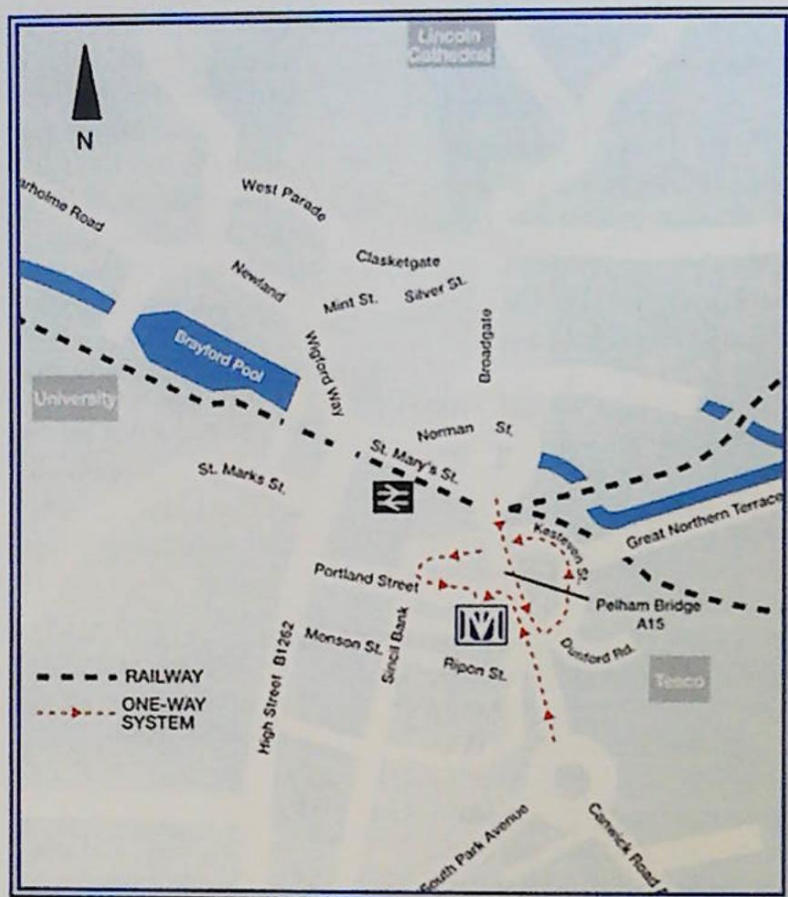 Lincoln
Cathedral
N
arholme Road
West Parade
Clasketgate
Newland
Mint St.
Silver St.
Brayford Pool
Wigford Way
Broadgate
University
Norman St.
St. Mary's St.
St. Marks St.
Great Northern Terrace
Kesteven St.
Portland Street
Pelham Bridge
A15
Monson St.
Sincil Bank
Ripon St.
Dunford Rd.
Tesco
High Street B1262
RAILWAY
ONE-WAY
SYSTEM
South Park Avenue
Canwick Road